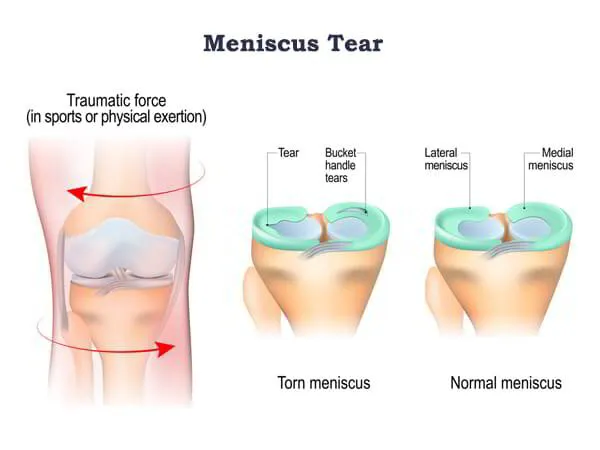 Meniscus Tear
Traumatic force
(in sports or physical exertion)
Tear
Bucket
handle
tears
Lateral
meniscus
Medial
meniscus
Torn meniscus
Normal meniscus